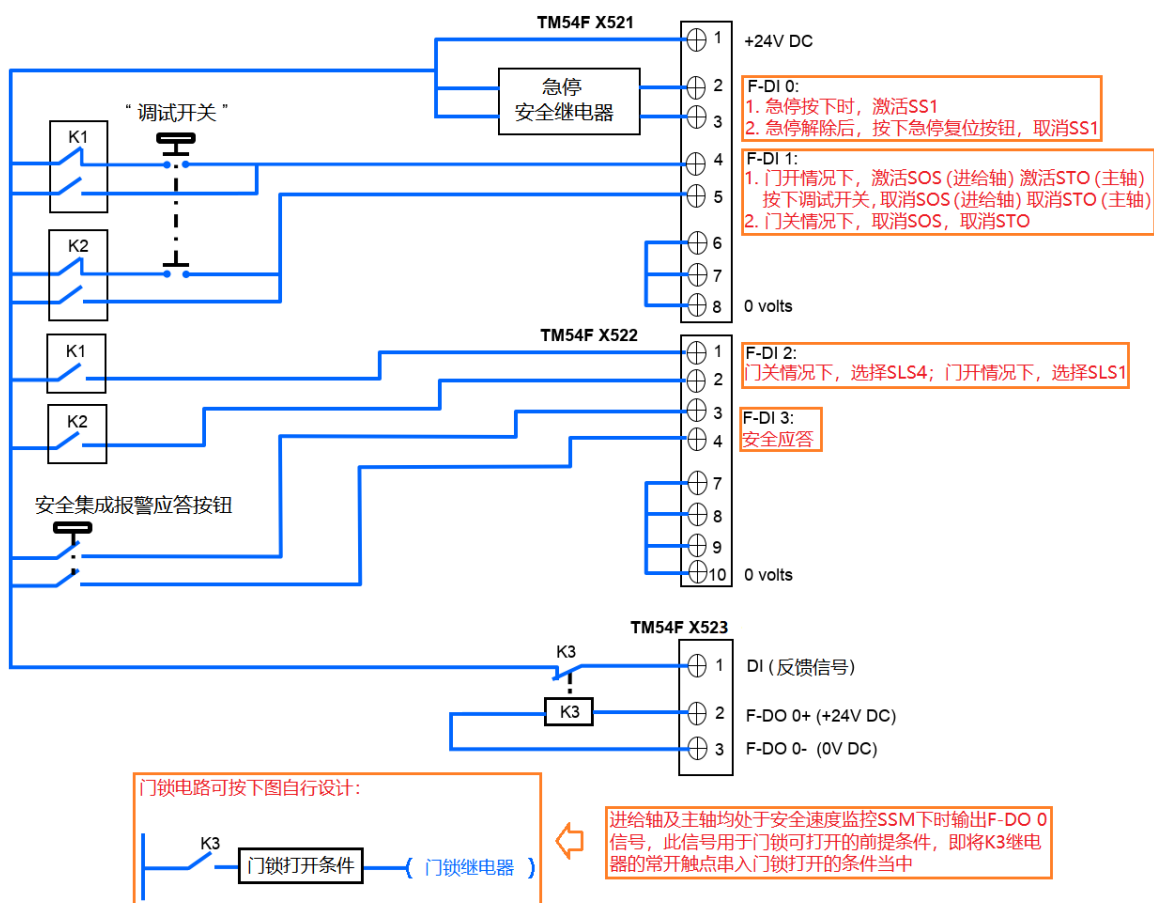 TM54F X521
1
+24V DC
急停
安全继电器
2
3
F-DI 0:
1. 急停按下时，激活SS1
2. 急停解除后，按下急停复位按钮，取消SS1
“ 调试开关 ”
K1
4
5
F-DI 1:
1. 门开情况下，激活SOS (进给轴) 激活STO (主轴)
按下调试开关，取消SOS (进给轴) 取消STO (主轴)
2. 门关情况下，取消SOS，取消STO
K2
6
7
8
0 volts
TM54F X522
K1
1
2
F-DI 2:
门关情况下，选择SLS4；门开情况下，选择SLS1
K2
3
4
F-DI 3:
安全应答
安全集成报警应答按钮
7
8
9
10
0 volts
TM54F X523
K3
1
DI ( 反馈信号)
K3
2
F-DO 0+ (+24V DC)
3
F-DO 0- (0V DC)
门锁电路可按下图自行设计：
K3
门锁打开条件
( 门锁继电器 )
进给轴及主轴均处于安全速度监控SSM下时输出F-DO 0
信号，此信号用于门锁可打开的前提条件，即将K3继电
器的常开触点串入门锁打开的条件当中